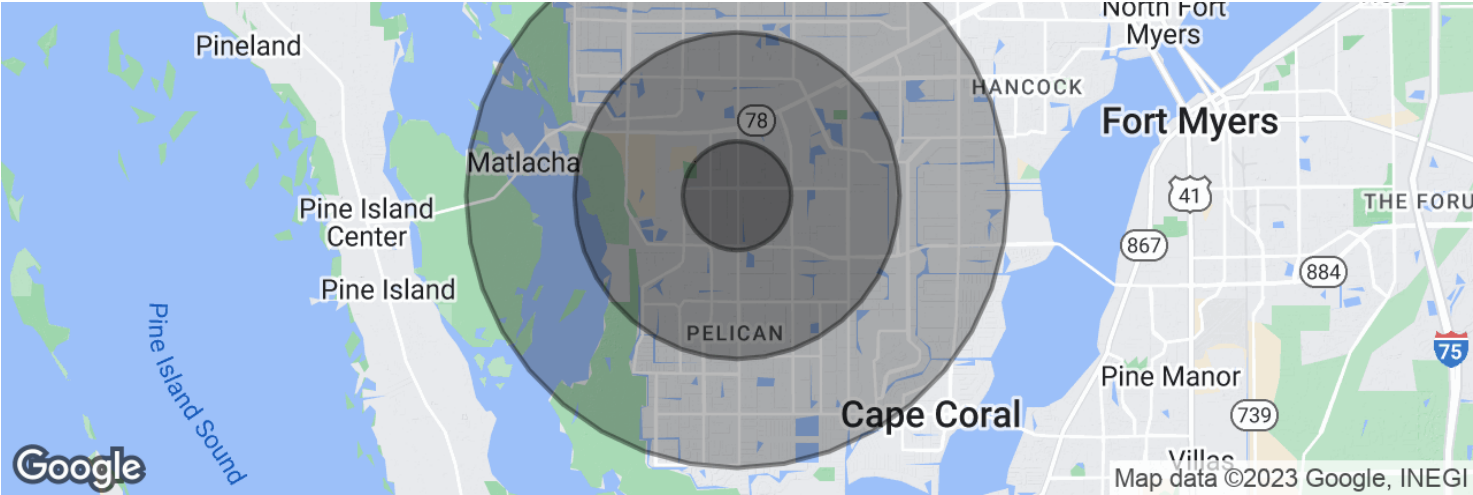 North Fort
Myers
Pineland
HANCOCK
78
Fort Myers
Matlacha
41
THE FORU
Pine Island
Center
867
884
Pine Island
Pine Island Sound
PELICAN
75
Pine Manor
Cape Coral
739
Villas
Google
Map data ©2023 Google, INEGI